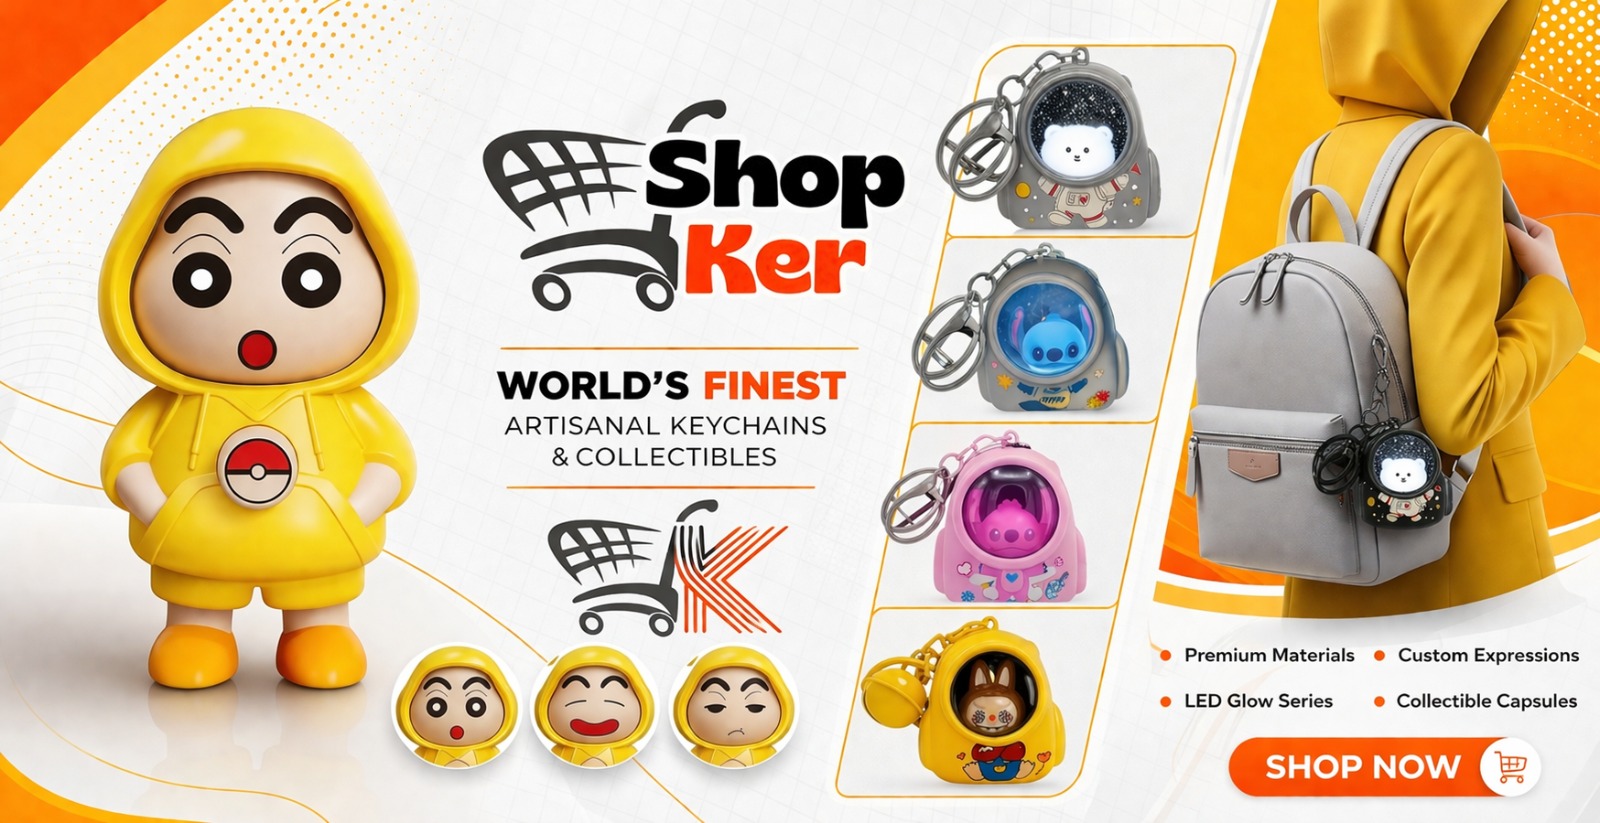 Shop
Ker
WORLD'S FINEST
ARTISANAL KEYCHAINS
& COLLECTIBLES
K
Premium Materials
Custom Expressions
LED Glow Series
Collectible Capsules
SHOP NOW